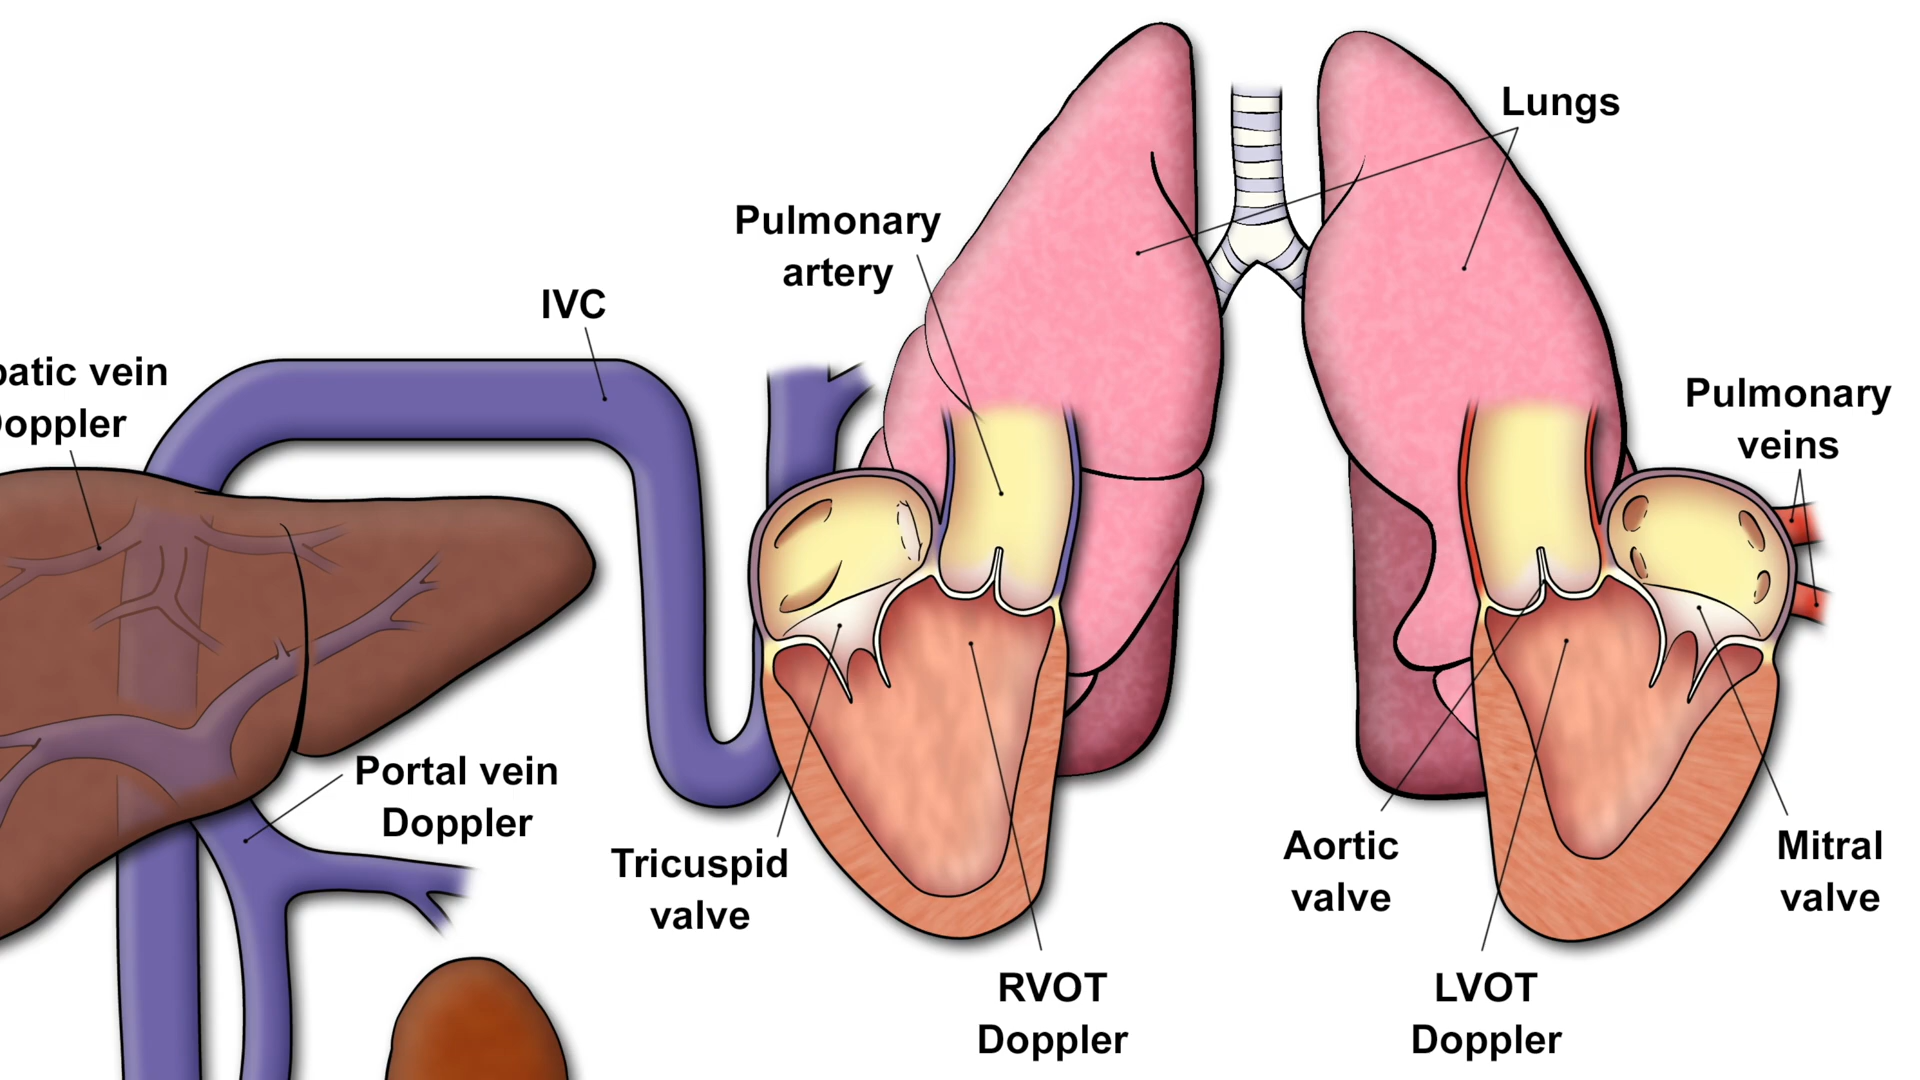 Lungs
Pulmonary
artery
IVC
patic vein
Doppler
Pulmonary
veins
Portal vein
Doppler
Tricuspid
valve
Aortic
valve
Mitral
valve
RVOT
Doppler
LVOT
Doppler